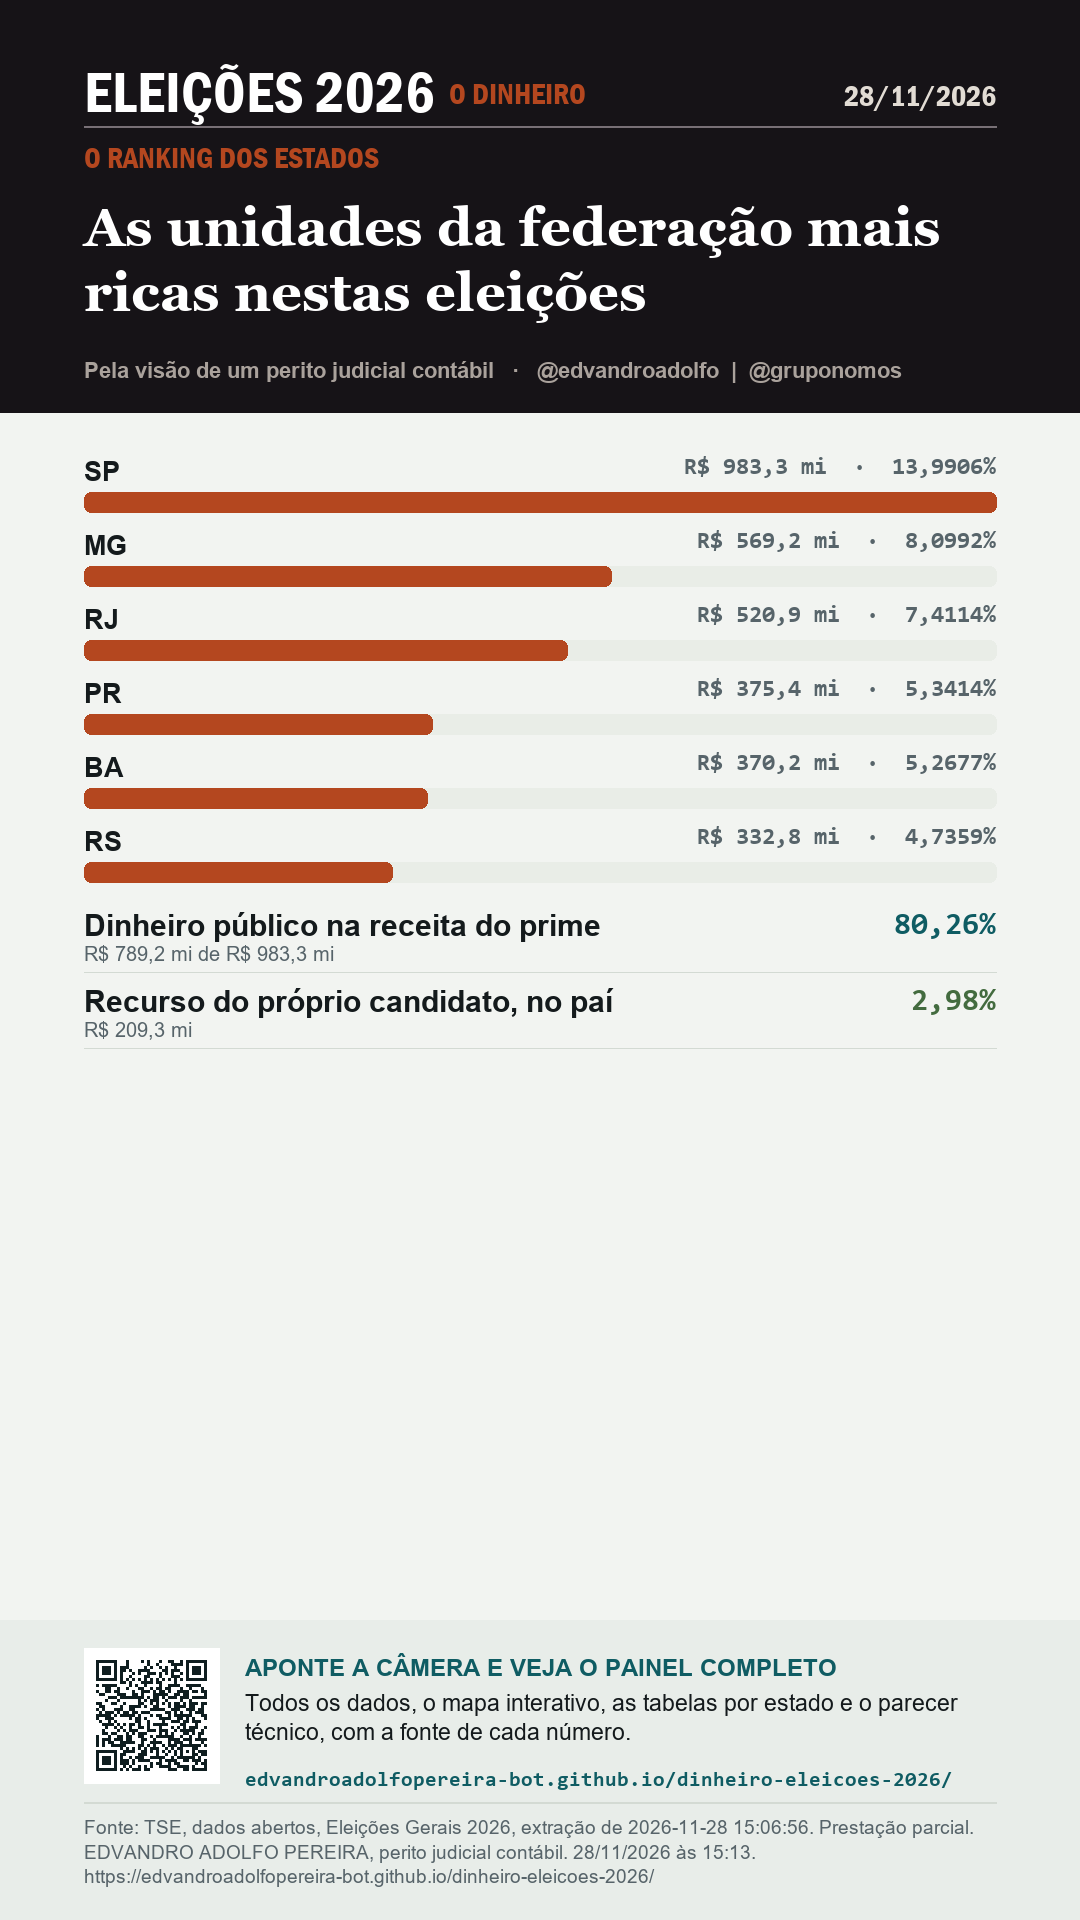 ELEIÇÕES 2026 O DINHEIRO 28/11/2026
O RANKING DOS ESTADOS
As unidades da federação mais
ricas nestas eleições
Pela visão de um perito judicial contábil · @edvandroadolfo | @gruponomos
SP R$ 983,3 mi · 13,9906%
MG R$ 569,2 mi · 8,0992%
RJ R$ 520,9 mi · 7,4114%
PR R$ 375,4 mi · 5,3414%
BA R$ 370,2 mi · 5,2677%
RS R$ 332,8 mi · 4,7359%
Dinheiro público na receita do prime 80,26%
R$ 789,2 mi de R$ 983,3 mi
Recurso do próprio candidato, no paí 2,98%
R$ 209,3 mi
APONTE A CÂMERA E VEJA O PAINEL COMPLETO
Todos os dados, o mapa interativo, as tabelas por estado e o parecer
técnico, com a fonte de cada número.
edvandroadolfopereira-bot.github.io/dinheiro-eleicoes-2026/
Fonte: TSE, dados abertos, Eleições Gerais 2026, extração de 2026-11-28 15:06:56. Prestação parcial.
EDVANDRO ADOLFO PEREIRA, perito judicial contábil. 28/11/2026 às 15:13.
https://edvandroadolfopereira-bot.github.io/dinheiro-eleicoes-2026/